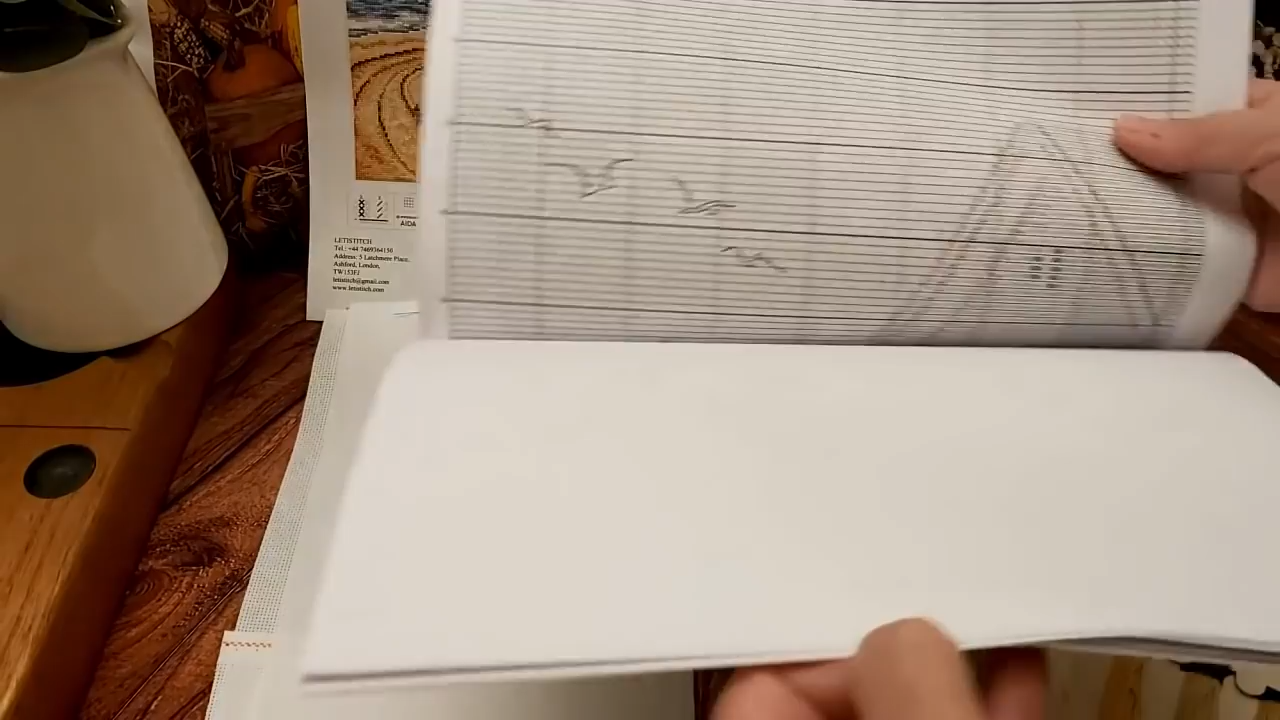 AIDA
LETISTITCH
Tel.: +44 7469364150
Address: 5 Latchmere Place,
Ashford, London,
TW153FJ
letistitch@gmail.com
www.letistitch.com